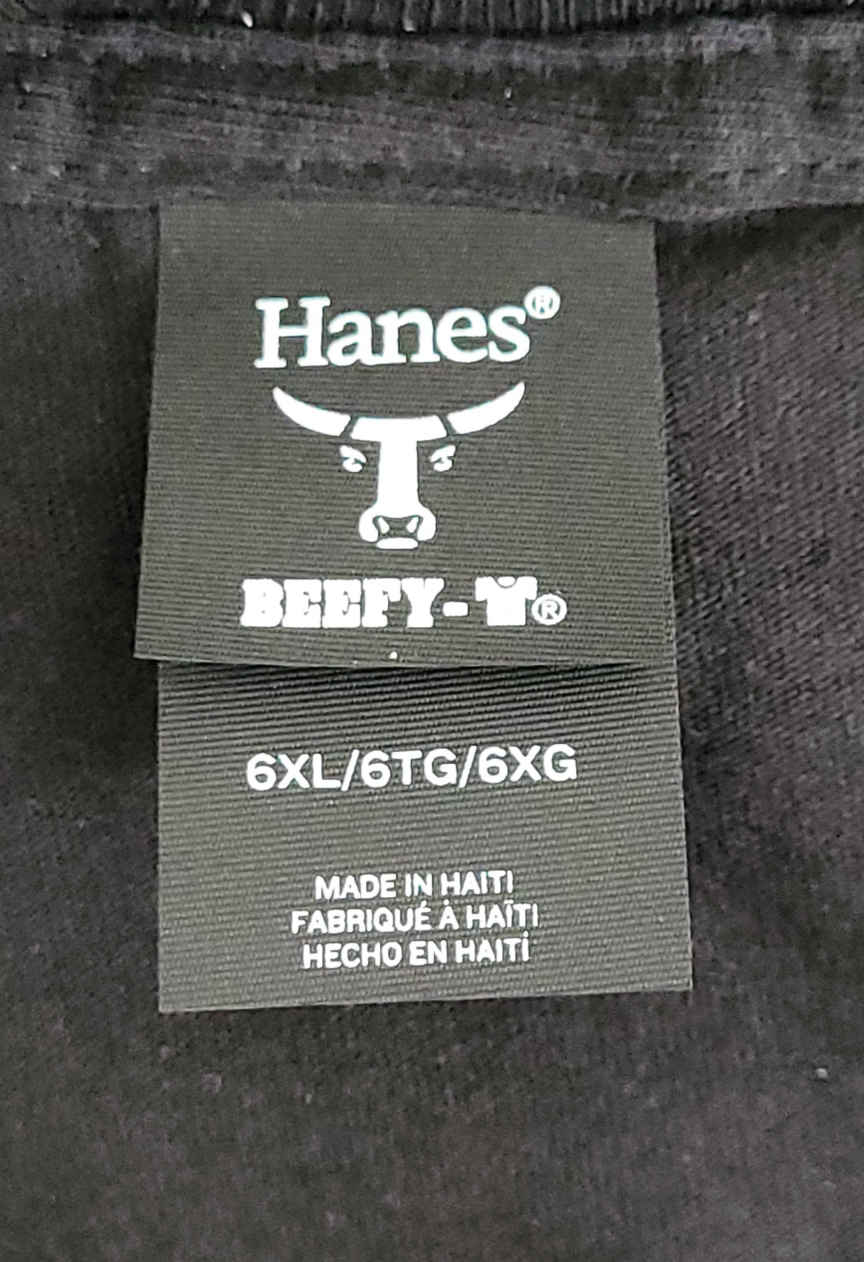 Hanes®
BEEFY-®
6XL/6TG/6XG
MADE IN HAITI
FABRIQUÉ À HAÏTI
HECHO EN HAITÍ